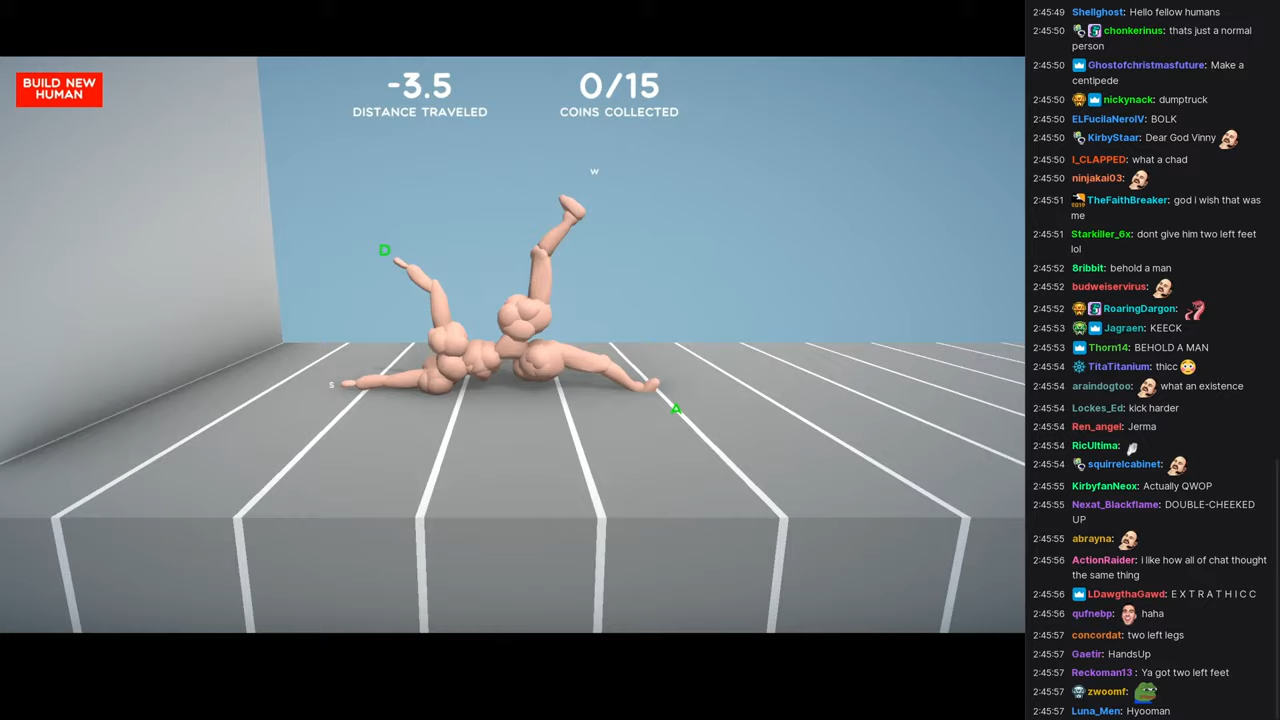 BUILD NEW
HUMAN
-3.5
DISTANCE TRAVELED
0/15
COINS COLLECTED
W
D
S
A
2:45:49 Shellghost: Hello fellow humans
2:45:50 chonkerinus: thats just a normal
person
2:45:50 Ghostofchristmasfuture: Make a
centipede
2:45:50 nickynack: dumptruck
2:45:50 ELFucilaNeroIV: BOLK
2:45:50 KirbyStaar: Dear God Vinny
2:45:50 I_CLAPPED: what a chad
2:45:50 ninjakai03:
2:45:51 TheFaithBreaker: god i wish that was
me
2:45:51 Starkiller_6x: dont give him two left feet
lol
2:45:52 8ribbit: behold a man
2:45:52 budweiservirus:
2:45:52 RoaringDargon:
2:45:53 Jagraen: KEECK
2:45:53 Thorn14: BEHOLD A MAN
2:45:54 TitaTitanium: thicc
2:45:54 araindogtoo: what an existence
2:45:54 Lockes_Ed: kick harder
2:45:54 Ren_angel: Jerma
2:45:54 RicUltima:
2:45:54 squirrelcabinet:
2:45:55 KirbyfanNeox: Actually QWOP
2:45:55 Nexat_Blackflame: DOUBLE-CHEEKED
UP
2:45:55 abrayna:
2:45:56 ActionRaider: i like how all of chat thought
the same thing
2:45:56 LDawgthaGawd: E X T R A T H I C C
2:45:56 qufnebp: haha
2:45:57 concordat: two left legs
2:45:57 Gaetir: HandsUp
2:45:57 Reckoman13 : Ya got two left feet
2:45:57 zwoomf:
2:45:57 Luna_Men: Hyooman